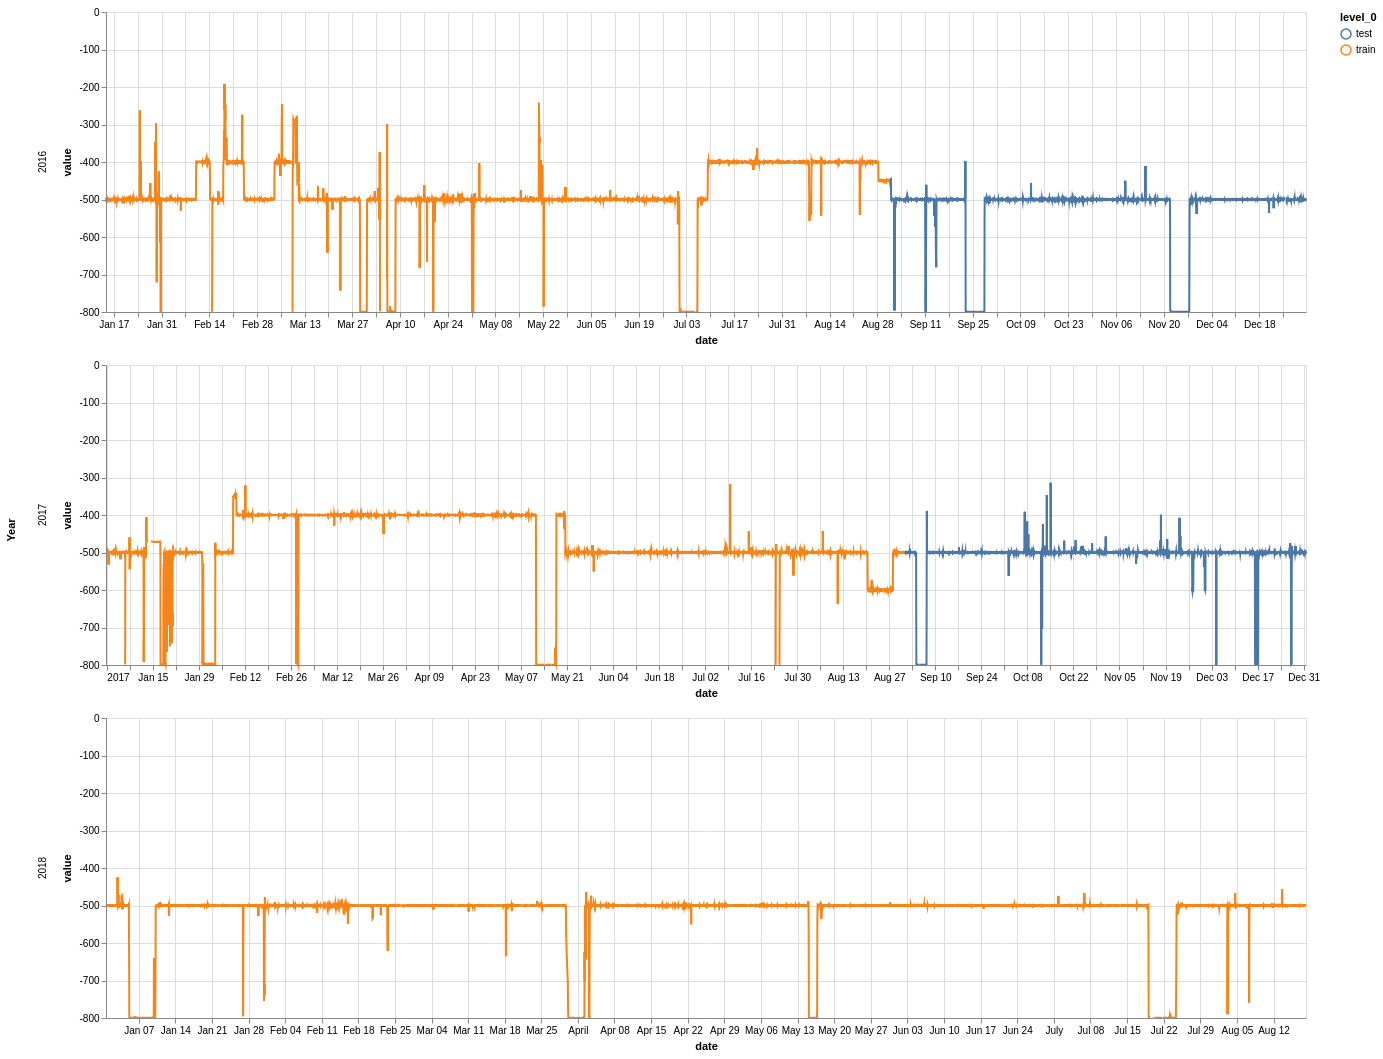 level_0
test
train
0
-100
-200
-300
-400
-500
-600
-700
-800
2016
value
Jan 17 Jan 31 Feb 14 Feb 28 Mar 13 Mar 27 Apr 10 Apr 24 May 08 May 22 Jun 05 Jun 19 Jul 03 Jul 17 Jul 31 Aug 14 Aug 28 Sep 11 Sep 25 Oct 09 Oct 23 Nov 06 Nov 20 Dec 04 Dec 18
date
Year
0
-100
-200
-300
-400
-500
-600
-700
-800
2017
value
2017 Jan 15 Jan 29 Feb 12 Feb 26 Mar 12 Mar 26 Apr 09 Apr 23 May 07 May 21 Jun 04 Jun 18 Jul 02 Jul 16 Jul 30 Aug 13 Aug 27 Sep 10 Sep 24 Oct 08 Oct 22 Nov 05 Nov 19 Dec 03 Dec 17 Dec 31
date
0
-100
-200
-300
-400
-500
-600
-700
-800
2018
value
Jan 07 Jan 14 Jan 21 Jan 28 Feb 04 Feb 11 Feb 18 Feb 25 Mar 04 Mar 11 Mar 18 Mar 25 April Apr 08 Apr 15 Apr 22 Apr 29 May 06 May 13 May 20 May 27 Jun 03 Jun 10 Jun 17 Jun 24 July Jul 08 Jul 15 Jul 22 Jul 29 Aug 05 Aug 12
date